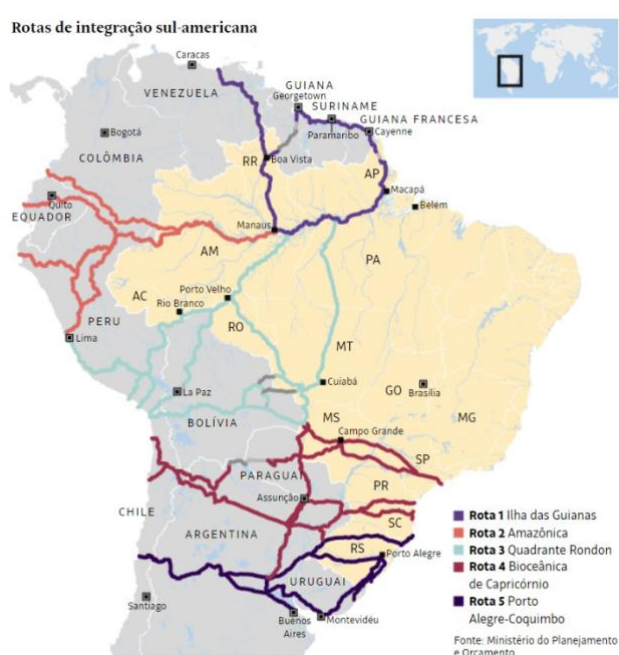 Rotas de integração sul-americana
Caracas
VENEZUELA
GUIANA
Georgetown
SURINAME
Paramaribo
GUIANA FRANCESA
Cayenne
Bogotá
COLÔMBIA
RR
Boa Vista
AP
Macapá
Belem
Quito
EQUADOR
Manaus
AM
PA
Porto Velho
AC
Rio Branco
RO
PERU
Lima
MT
La Paz
Cuiabá
GO
Brasília
BOLÍVIA
MS
MG
Campo Grande
SP
PARAGUAI
PR
Assunção
CHILE
SC
ARGENTINA
RS
Porto Alegre
URUGUAI
Santiago
Buenos
Aires
Montevidéu
Rota 1 Ilha das Guianas
Rota 2 Amazônica
Rota 3 Quadrante Rondon
Rota 4 Bioceânica
de Capricórnio
Rota 5 Porto
Alegre-Coquimbo
Fonte: Ministério do Planejamento
e Orçamento